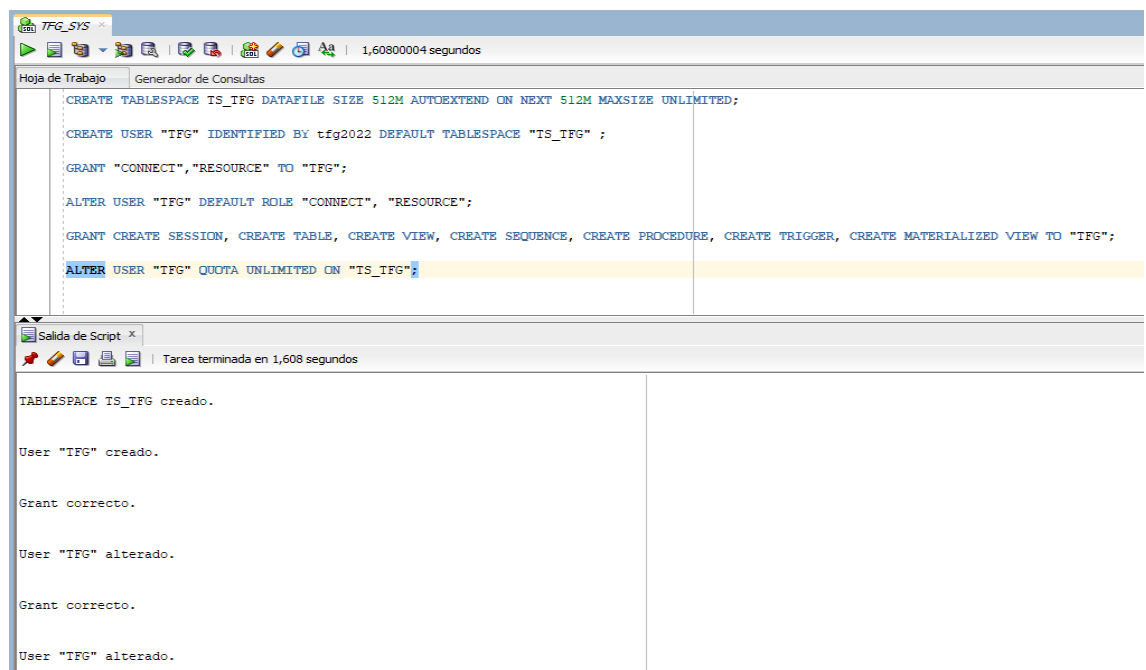 TFG_SYS
1,60800004 segundos
Hoja de Trabajo Generador de Consultas
CREATE TABLESPACE TS_TFG DATAFILE SIZE 512M AUTOEXTEND ON NEXT 512M MAXSIZE UNLIMITED;
CREATE USER "TFG" IDENTIFIED BY tfg2022 DEFAULT TABLESPACE "TS_TFG" ;
GRANT "CONNECT","RESOURCE" TO "TFG";
ALTER USER "TFG" DEFAULT ROLE "CONNECT", "RESOURCE";
GRANT CREATE SESSION, CREATE TABLE, CREATE VIEW, CREATE SEQUENCE, CREATE PROCEDURE, CREATE TRIGGER, CREATE MATERIALIZED VIEW TO "TFG";
ALTER USER "TFG" QUOTA UNLIMITED ON "TS_TFG";
Salida de Script
Tarea terminada en 1,608 segundos
TABLESPACE TS_TFG creado.
User "TFG" creado.
Grant correcto.
User "TFG" alterado.
Grant correcto.
User "TFG" alterado.